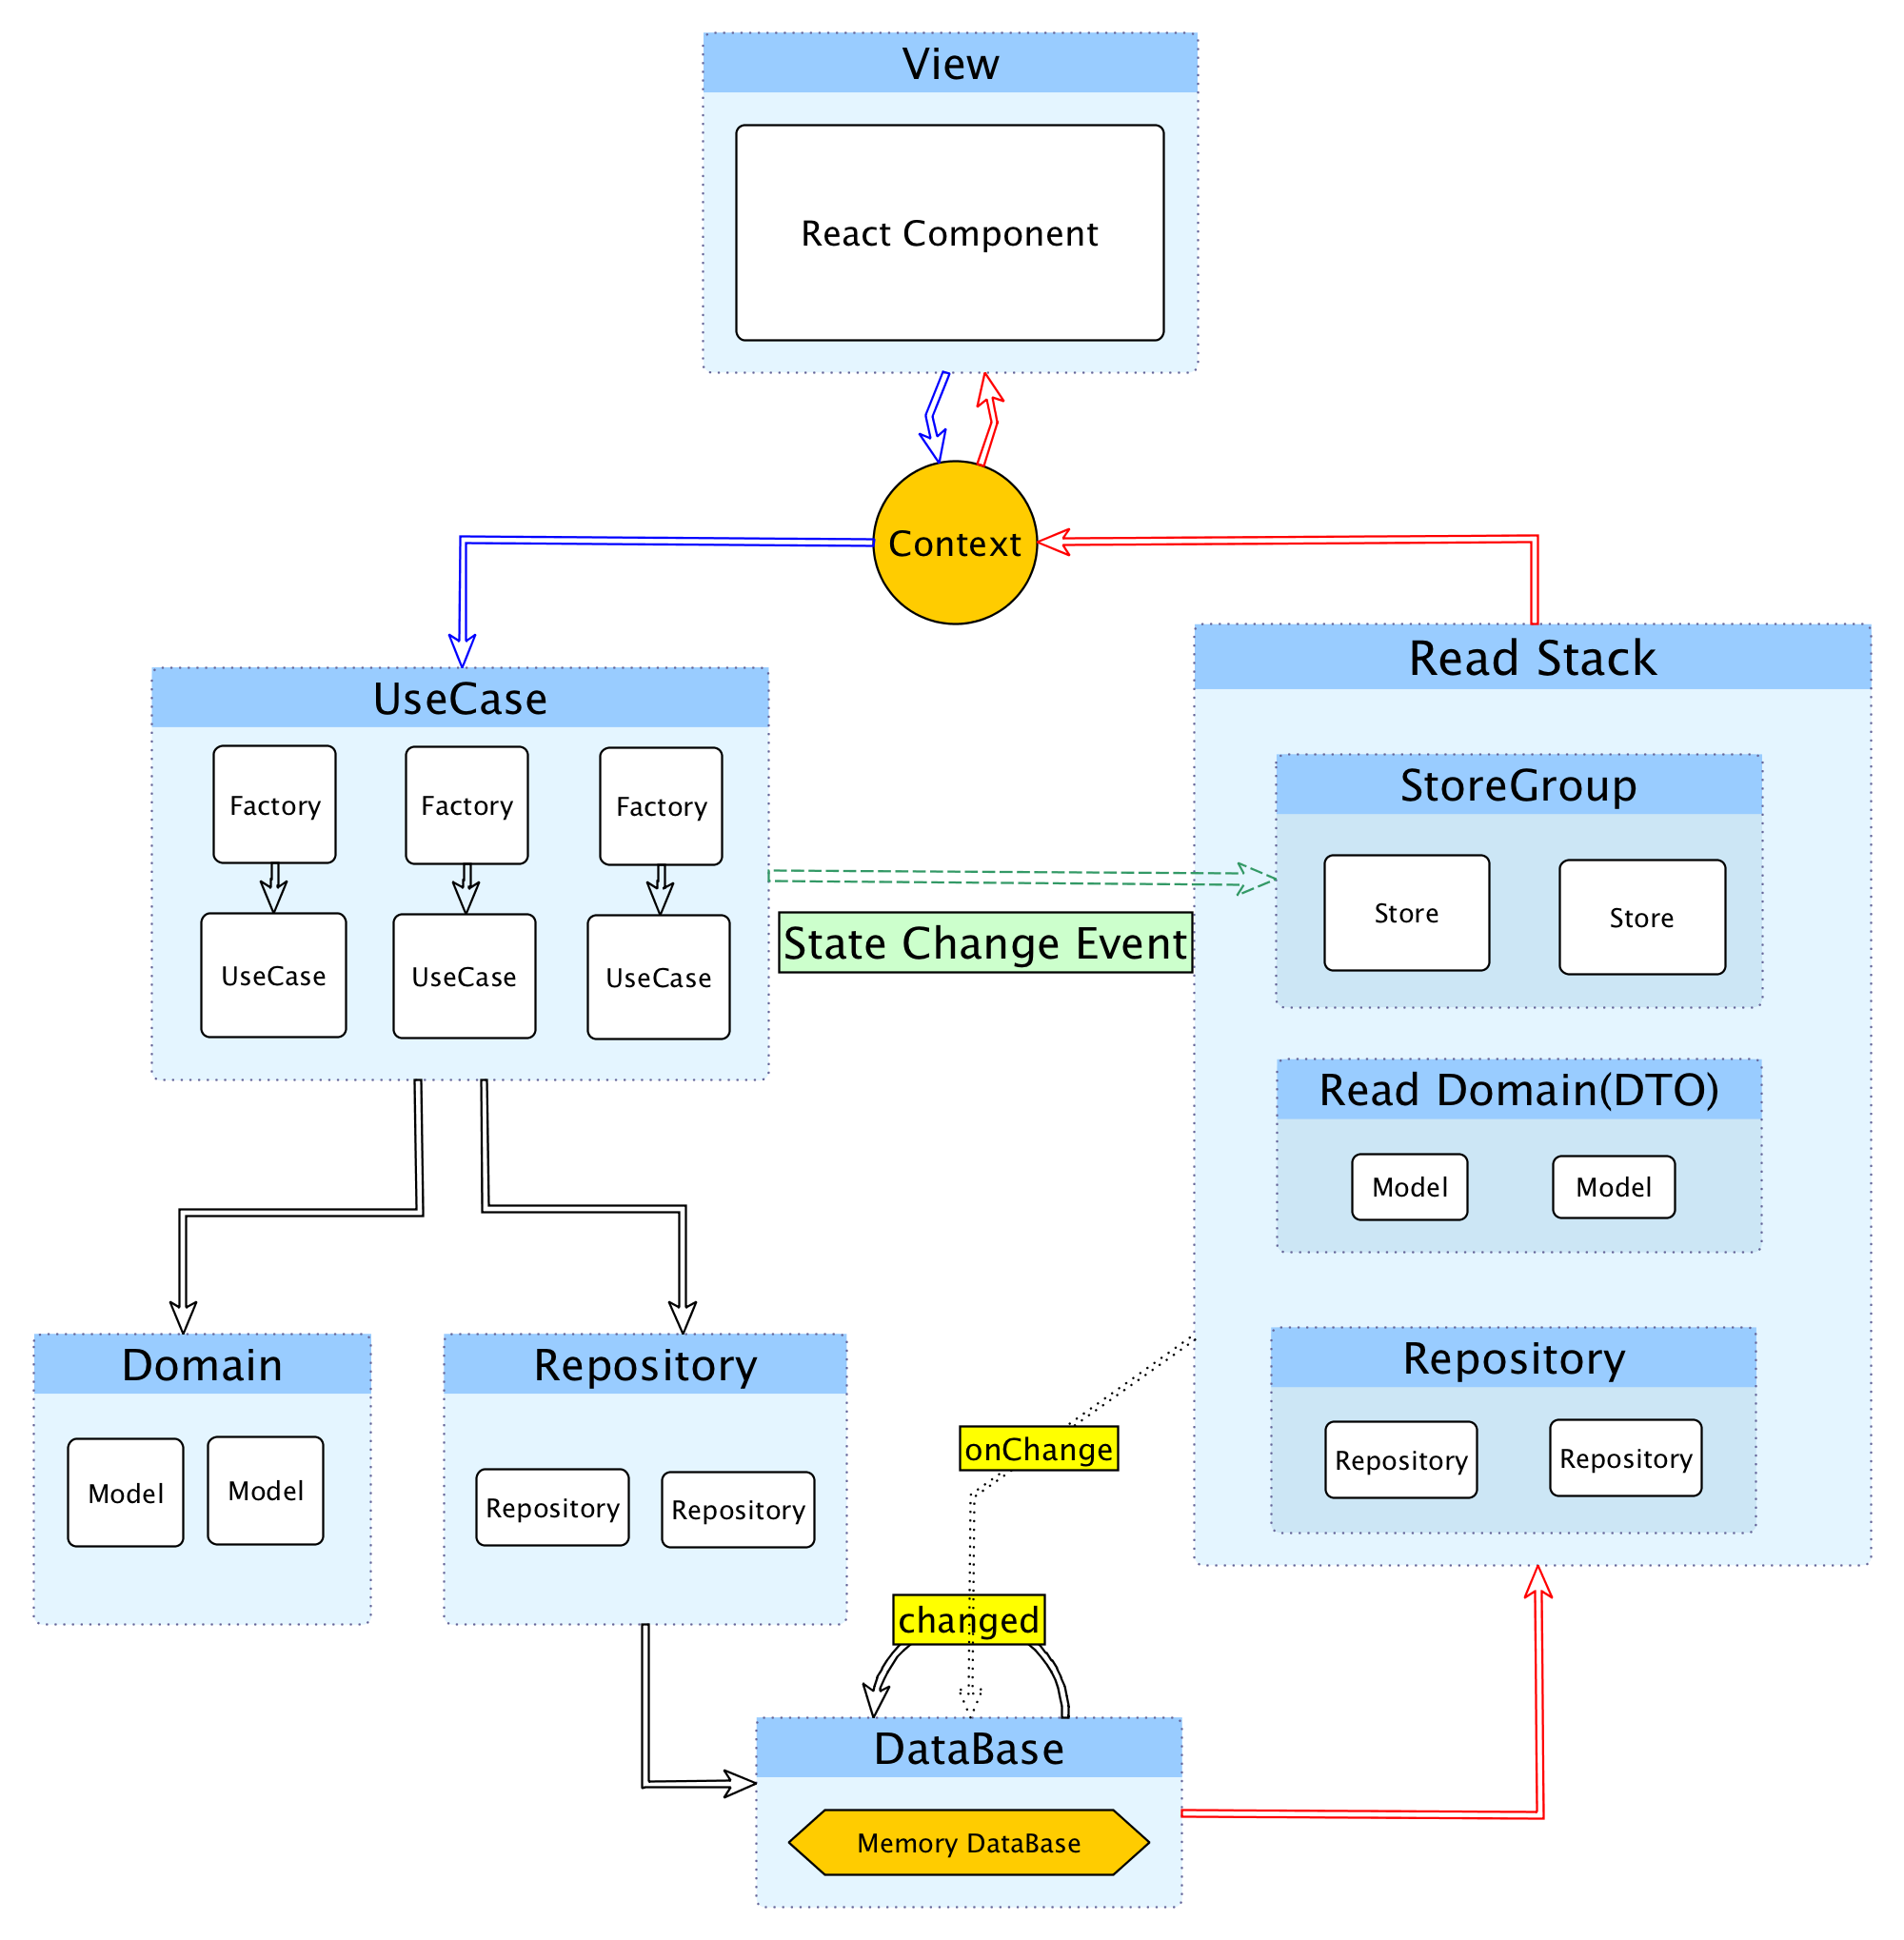 View
React Component
Context
UseCase
Factory
Factory
Factory
UseCase
UseCase
UseCase
State Change Event
Read Stack
StoreGroup
Store
Store
Read Domain(DTO)
Model
Model
Repository
Repository
Repository
Domain
Model
Model
Repository
Repository
Repository
onChange
changed
DataBase
Memory DataBase